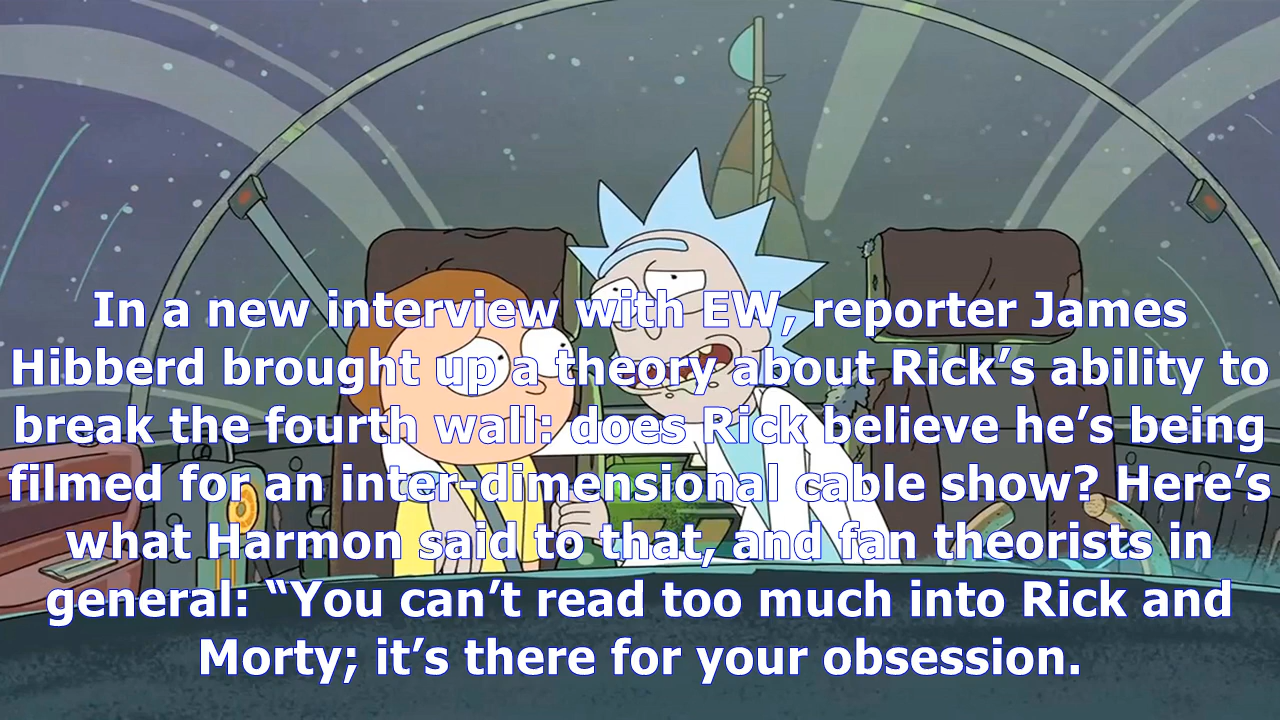 In a new interview with EW, reporter James
Hibberd brought up a theory about Rick’s ability to
break the fourth wall: does Rick believe he’s being
filmed for an inter-dimensional cable show? Here’s
what Harmon said to that, and fan theorists in
general: “You can’t read too much into Rick and
Morty; it’s there for your obsession.